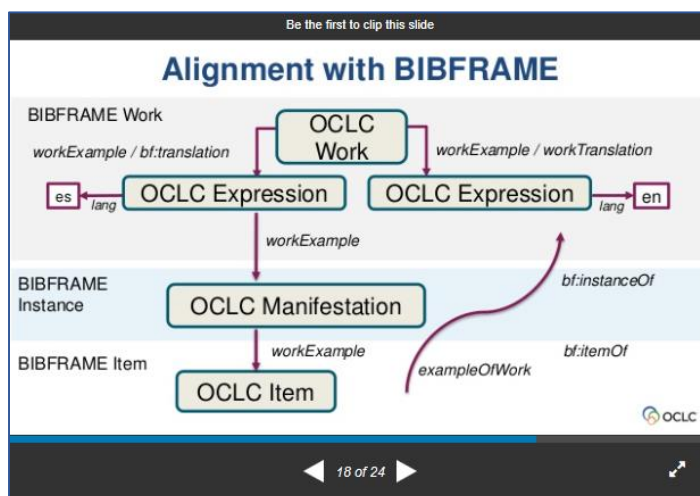 Be the first to clip this slide
Alignment with BIBFRAME
BIBFRAME Work
OCLC
Work
workExample / bf:translation
workExample / workTranslation
es
lang
OCLC Expression
OCLC Expression
lang
en
workExample
BIBFRAME
Instance
OCLC Manifestation
bf:instanceOf
workExample
bf:itemOf
BIBFRAME Item
exampleOfWork
OCLC Item
OCLC
18 of 24